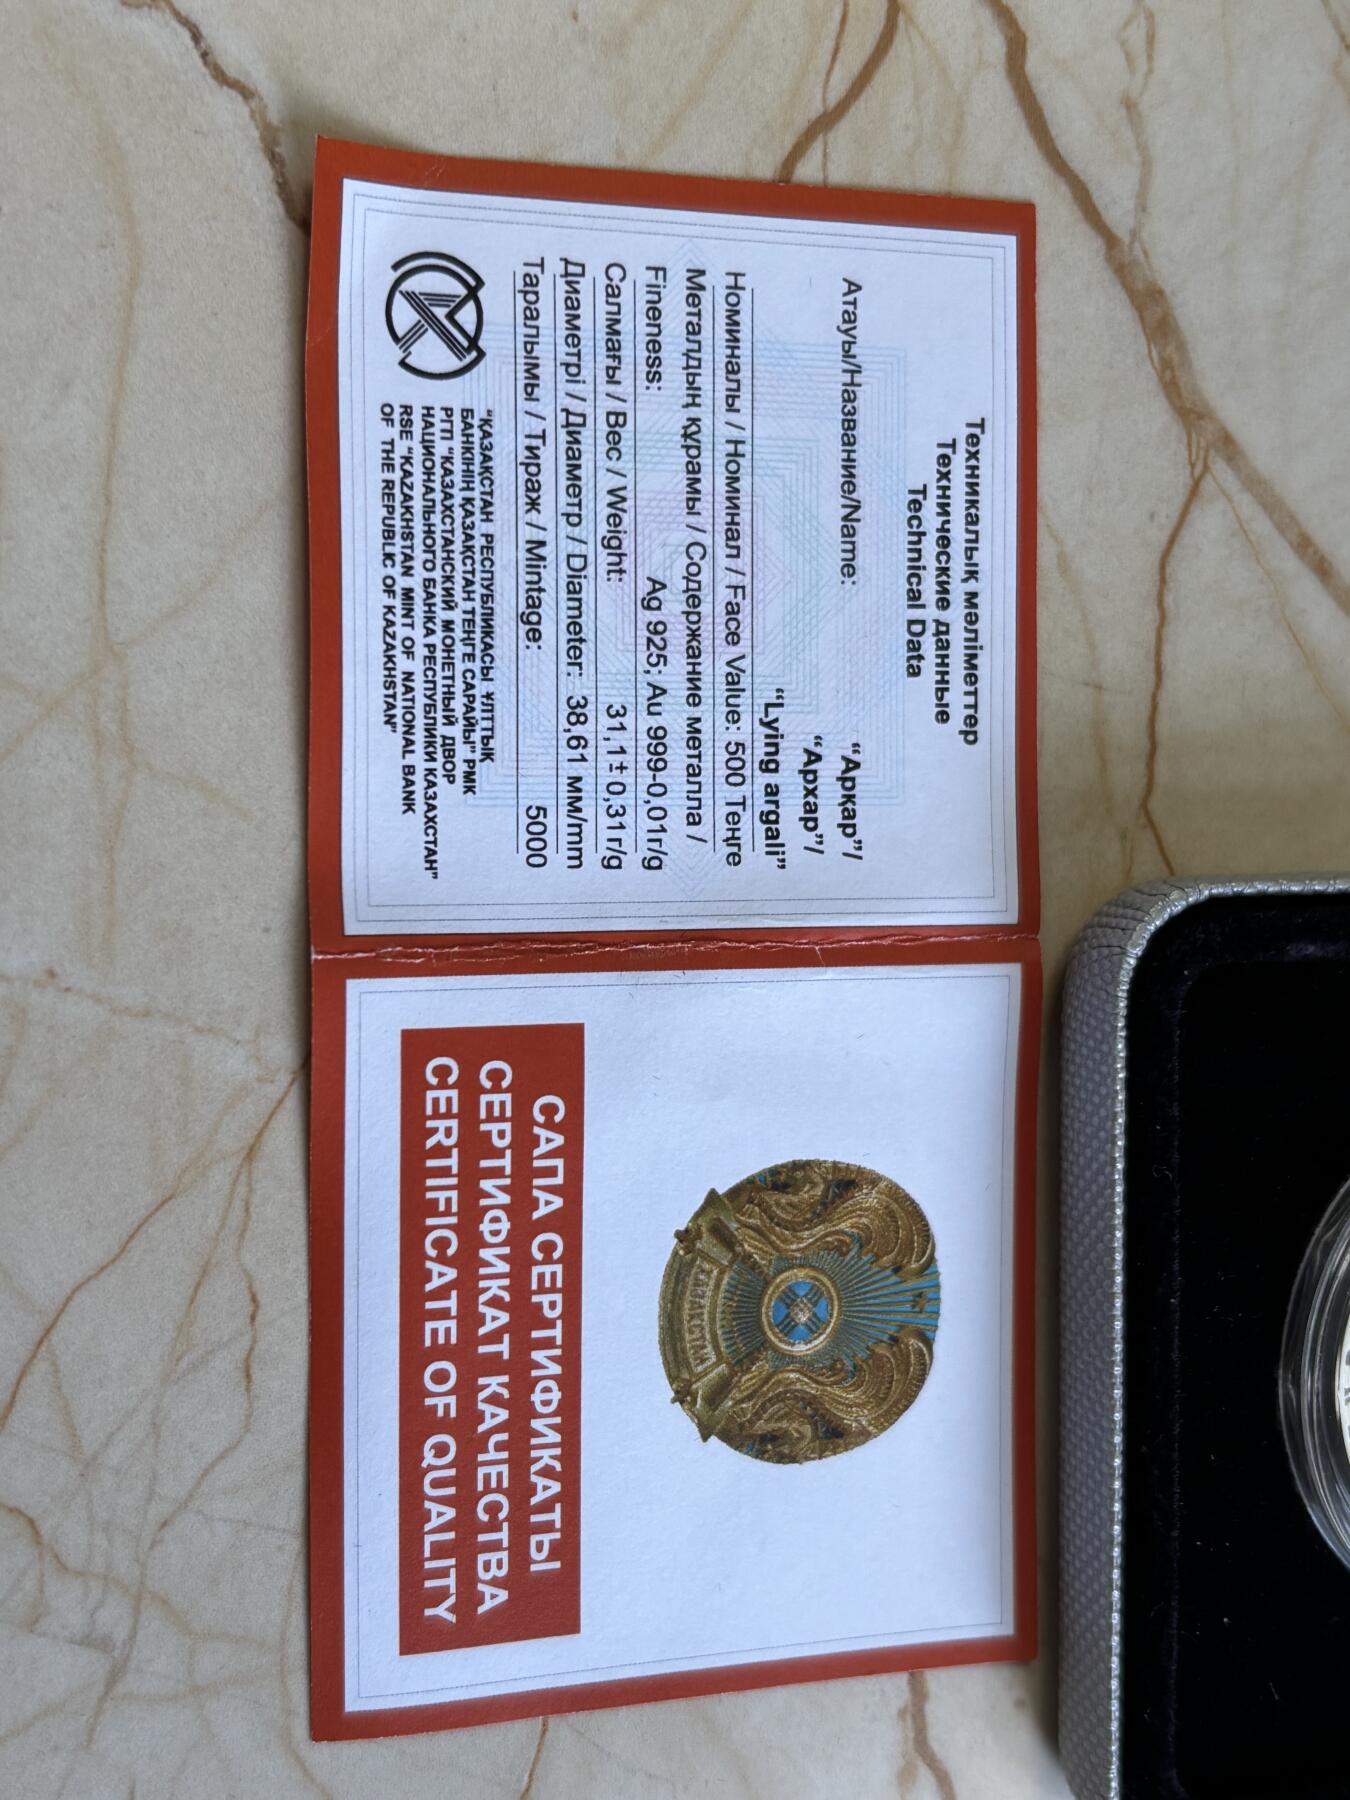 Техникалық мәліметтер
Технические данные
Technical Data
Атауы/Название/Name: “Арқар”/
“Архар”/
“Lying argali”
Номиналы / Номинал / Face Value: 500 Теңге
Металдың құрамы / Содержание металла /
Fineness: Ag 925; Au 999-0,01г/g
Салмағы / Вес / Weight: 31,1±0,31г/g
Диаметрі / Диаметр / Diameter: 38,61 мм/mm
Таралымы / Тираж / Mintage: 5000
“ҚАЗАҚСТАН РЕСПУБЛИКАСЫ ҰЛТТЫҚ
БАНКІНІҢ ҚАЗАҚСТАН ТЕҢГЕ САРАЙЫ” РМК
РГП “КАЗАХСТАНСКИЙ МОНЕТНЫЙ ДВОР
НАЦИОНАЛЬНОГО БАНКА РЕСПУБЛИКИ КАЗАХСТАН”
RSE “KAZAKHSTAN MINT OF NATIONAL BANK
OF THE REPUBLIC OF KAZAKHSTAN”
САПА СЕРТИФИКАТЫ
СЕРТИФИКАТ КАЧЕСТВА
CERTIFICATE OF QUALITY